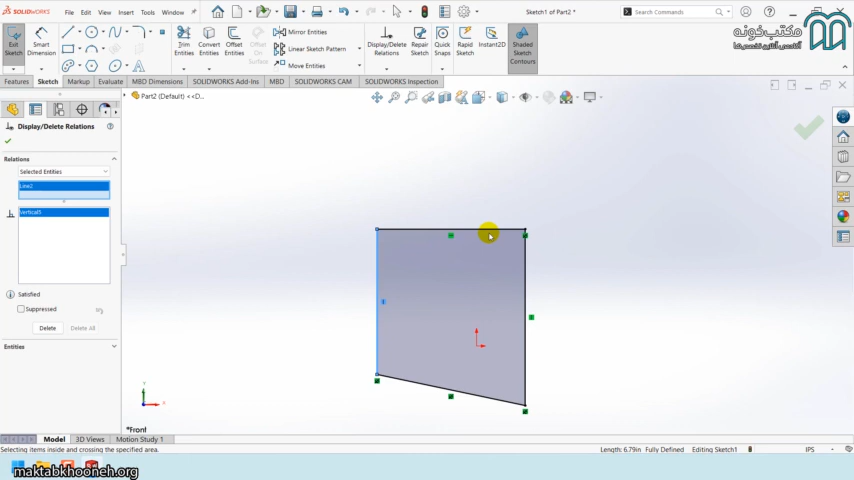 SOLIDWORKS File Edit View Insert Tools Window Sketch1 of Part2 * Search Commands
مکتب‌خونه
Exit Sketch Smart Dimension Trim Entities Convert Entities Offset Entities Offset On Surface Mirror Entities Linear Sketch Pattern Move Entities Display/Delete Relations Repair Sketch Quick Snaps Rapid Sketch Instant2D Shaded Sketch Contours
Features Sketch Markup Evaluate MBD Dimensions SOLIDWORKS Add-Ins MBD SOLIDWORKS CAM SOLIDWORKS Inspection
Part2 (Default) <<D...
Display/Delete Relations
Relations
Selected Entities
Line2
Vertical5
Satisfied
Suppressed
Delete Delete All
Entities
*Front
Model 3D Views Motion Study 1
Selecting items inside and crossing the specified area. Length: 6.79in Fully Defined Editing Sketch1 IPS
maktabkhooneh.org